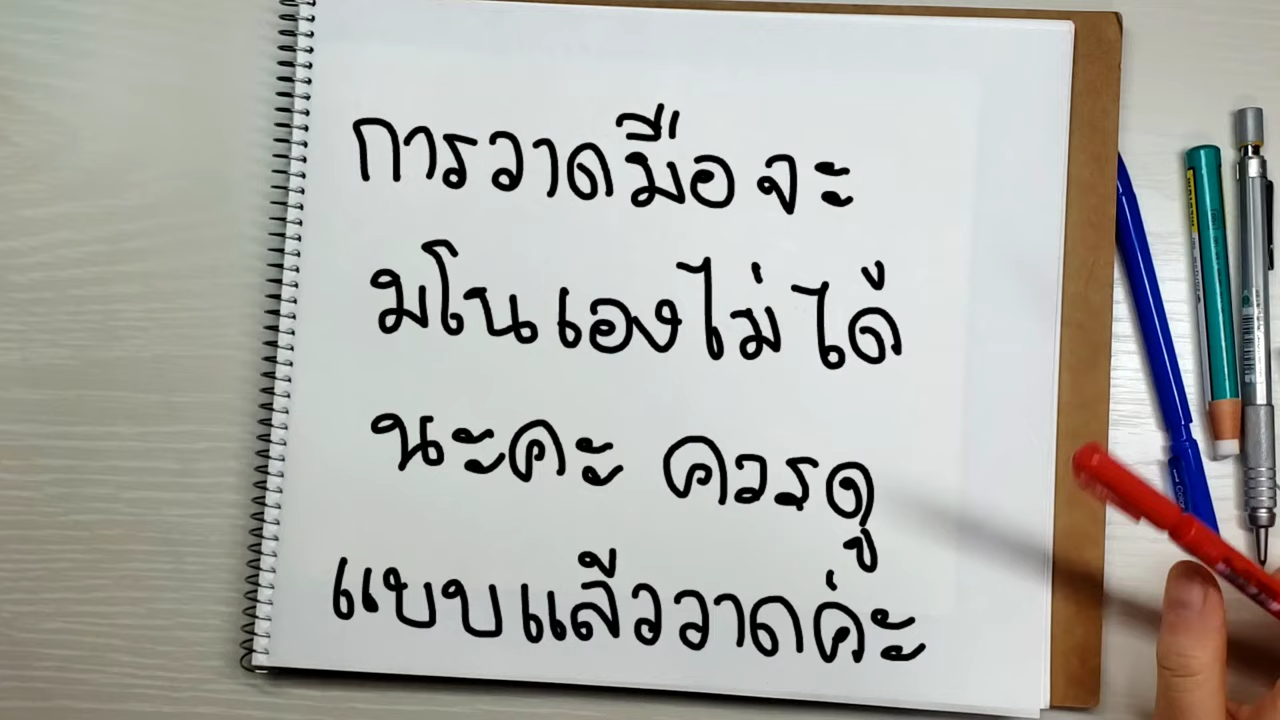 การวาดมือ จะ
มโนเองไม่ได้
นะคะ ควรดู
แบบแล้ววาดค่ะ